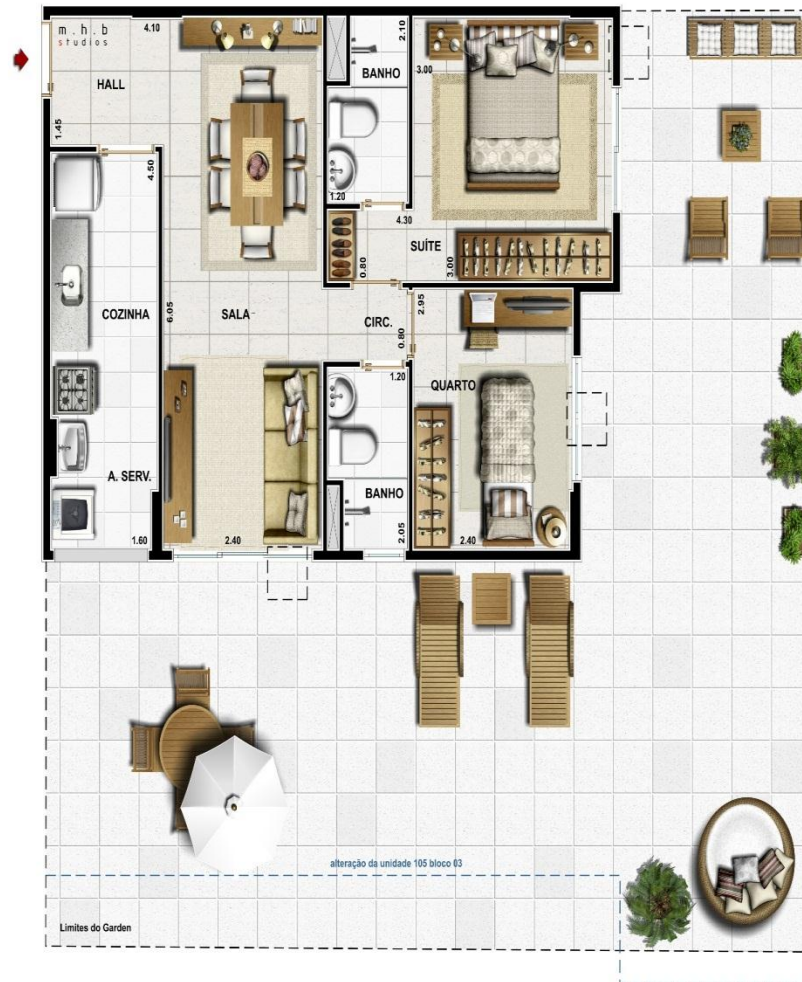 m.h.b
studios
4.10
HALL
1.45
4.50
BANHO
2.10
3.00
1.20
4.30
SUÍTE
0.80
3.00
COZINHA
6.05
SALA
CIRC.
0.80
2.95
1.20
QUARTO
A. SERV.
BANHO
2.05
1.60
2.40
2.40
alteração da unidade 105 bloco 03
Limites do Garden